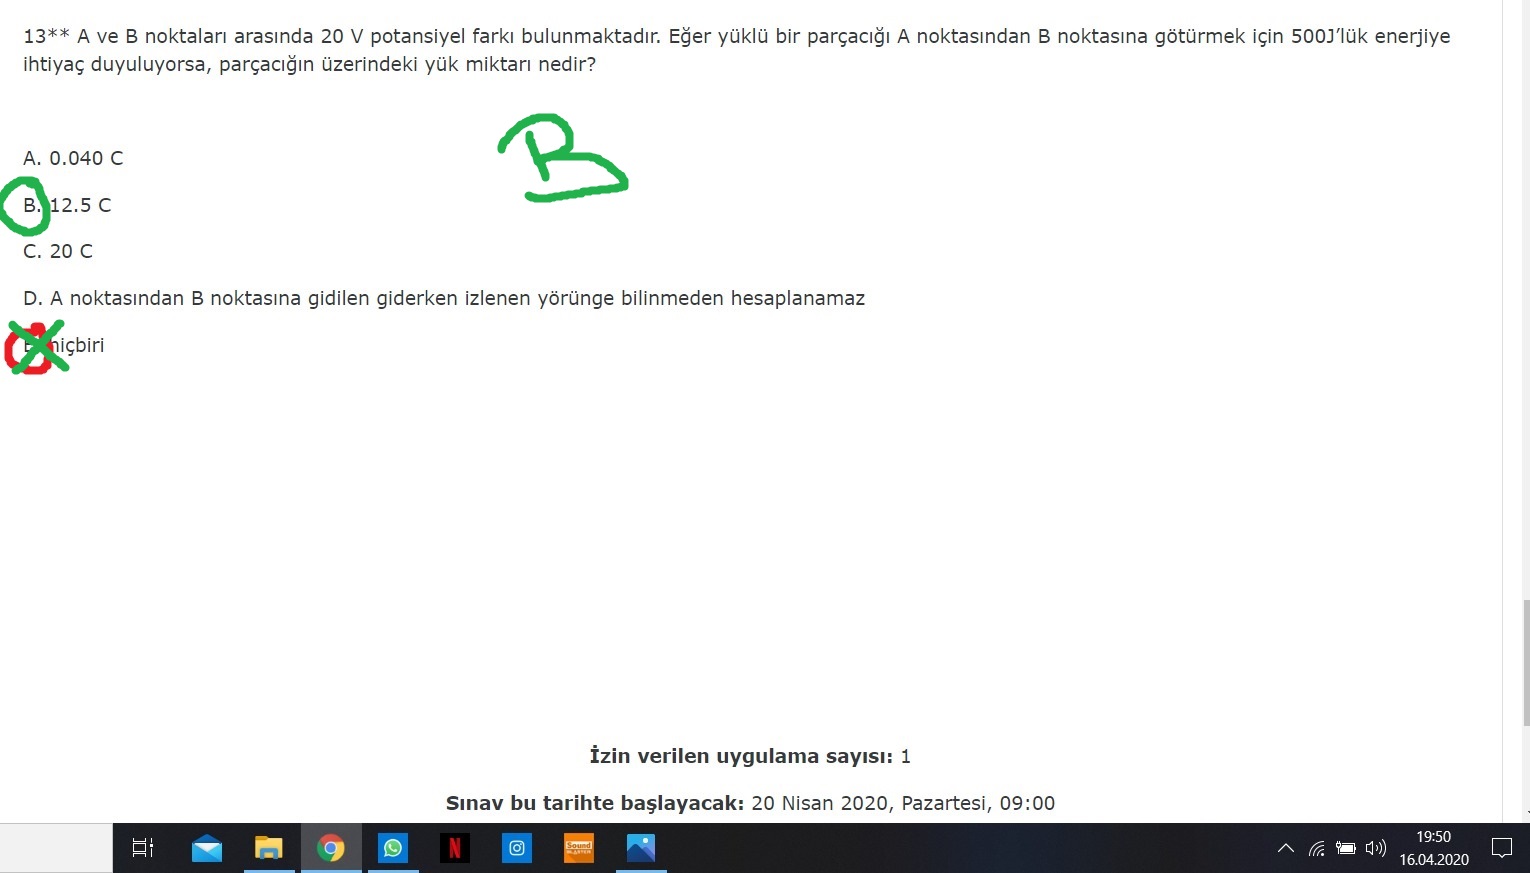 13** A ve B noktaları arasında 20 V potansiyel farkı bulunmaktadır. Eğer yüklü bir parçacığı A noktasından B noktasına götürmek için 500J’lük enerjiye
ihtiyaç duyuluyorsa, parçacığın üzerindeki yük miktarı nedir?
B
A. 0.040 C
B. 12.5 C
C. 20 C
D. A noktasından B noktasına gidilen giderken izlenen yörünge bilinmeden hesaplanamaz
E. hiçbiri
İzin verilen uygulama sayısı: 1
Sınav bu tarihte başlayacak: 20 Nisan 2020, Pazartesi, 09:00
N
Sound
BLASTER
19:50
16.04.2020